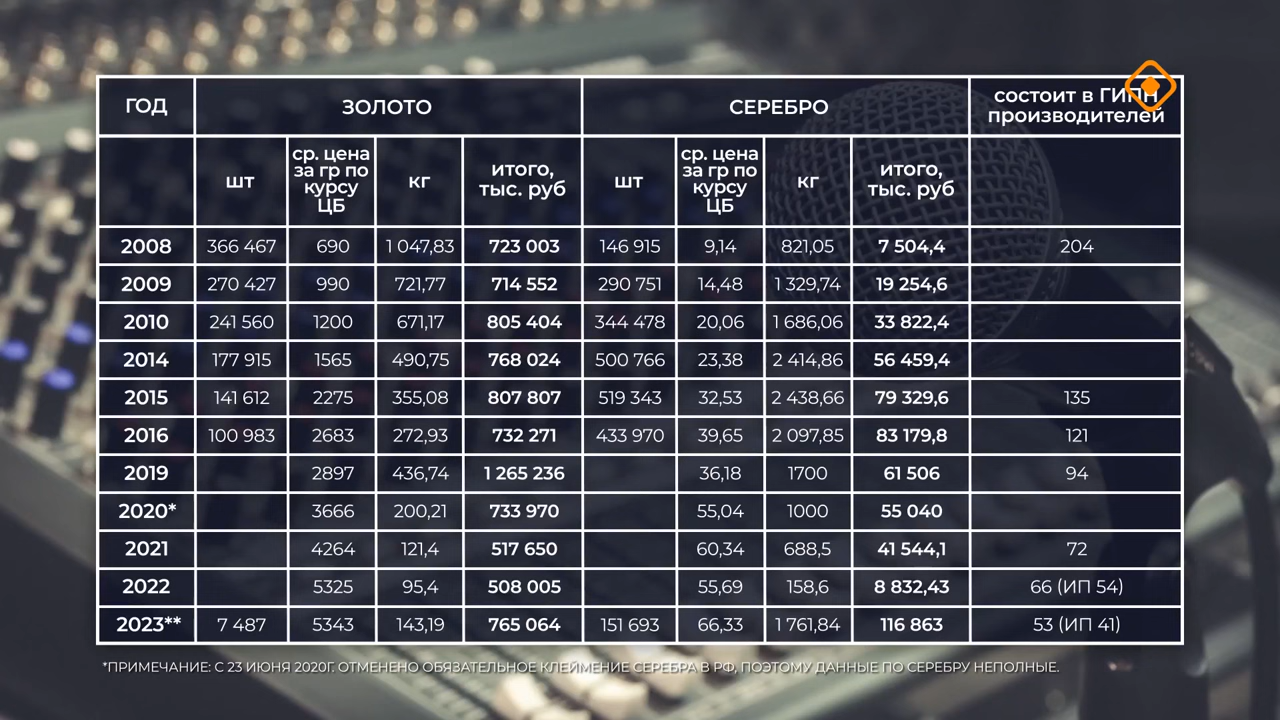 ГОД ЗОЛОТО СЕРЕБРО состоит в ГИПН производителей
шт ср. цена за гр по курсу ЦБ кг итого, тыс. руб шт ср. цена за гр по курсу ЦБ кг итого, тыс. руб
2008 366 467 690 1 047,83 723 003 146 915 9,14 821,05 7 504,4 204
2009 270 427 990 721,77 714 552 290 751 14,48 1 329,74 19 254,6
2010 241 560 1200 671,17 805 404 344 478 20,06 1 686,06 33 822,4
2014 177 915 1565 490,75 768 024 500 766 23,38 2 414,86 56 459,4
2015 141 612 2275 355,08 807 807 519 343 32,53 2 438,66 79 329,6 135
2016 100 983 2683 272,93 732 271 433 970 39,65 2 097,85 83 179,8 121
2019 2897 436,74 1 265 236 36,18 1700 61 506 94
2020* 3666 200,21 733 970 55,04 1000 55 040
2021 4264 121,4 517 650 60,34 688,5 41 544,1 72
2022 5325 95,4 508 005 55,69 158,6 8 832,43 66 (ИП 54)
2023** 7 487 5343 143,19 765 064 151 693 66,33 1 761,84 116 863 53 (ИП 41)
*ПРИМЕЧАНИЕ: С 23 ИЮНЯ 2020Г. ОТМЕНЕНО ОБЯЗАТЕЛЬНОЕ КЛЕЙМЕНИЕ СЕРЕБРА В РФ, ПОЭТОМУ ДАННЫЕ ПО СЕРЕБРУ НЕПОЛНЫЕ.